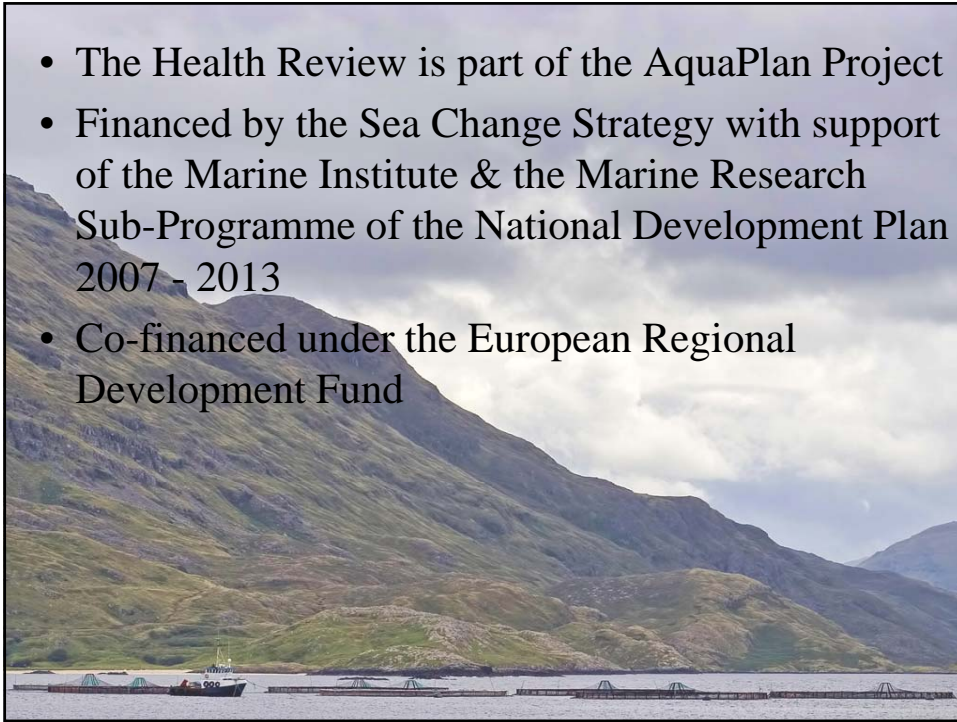 • The Health Review is part of the AquaPlan Project
• Financed by the Sea Change Strategy with support
of the Marine Institute & the Marine Research
Sub-Programme of the National Development Plan
2007 - 2013
• Co-financed under the European Regional
Development Fund